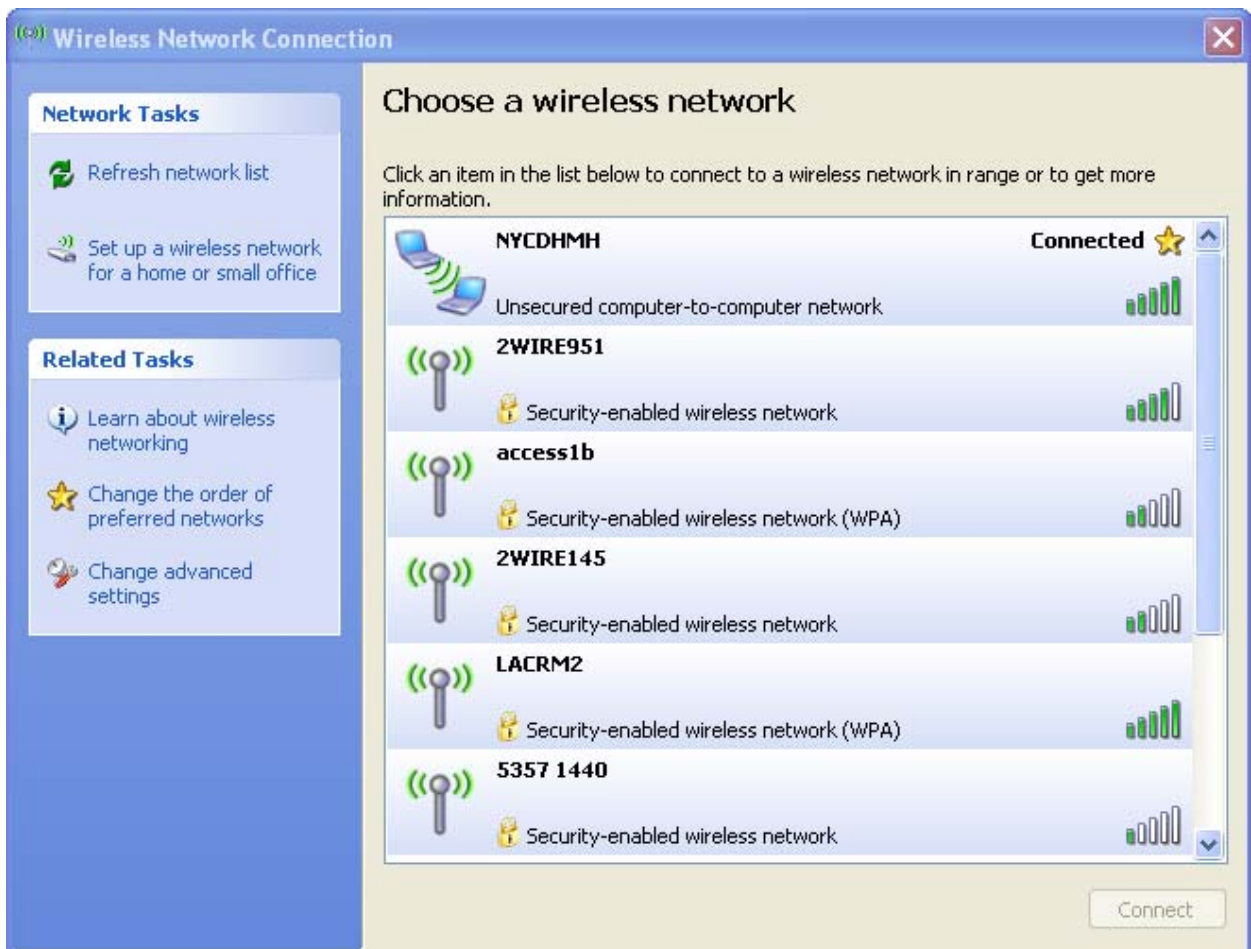 Wireless Network Connection
Network Tasks
Refresh network list
Set up a wireless network
for a home or small office
Related Tasks
Learn about wireless
networking
Change the order of
preferred networks
Change advanced
settings
Choose a wireless network
Click an item in the list below to connect to a wireless network in range or to get more
information.
NYCDHMH Connected
Unsecured computer-to-computer network
2WIRE951
Security-enabled wireless network
access1b
Security-enabled wireless network (WPA)
2WIRE145
Security-enabled wireless network
LACRM2
Security-enabled wireless network (WPA)
5357 1440
Security-enabled wireless network
Connect